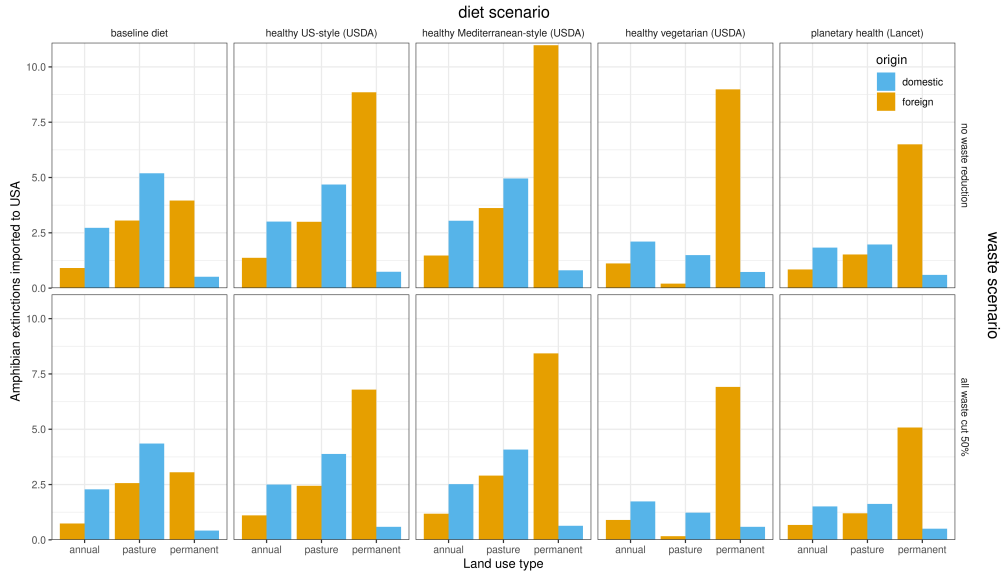 diet scenario
baseline diet
healthy US-style (USDA)
healthy Mediterranean-style (USDA)
healthy vegetarian (USDA)
planetary health (Lancet)
origin
domestic
foreign
10.0
7.5
5.0
2.5
0.0
no waste reduction
Amphibian extinctions imported to USA
waste scenario
10.0
7.5
5.0
2.5
0.0
all waste cut 50%
annual pasture permanent
annual pasture permanent
annual pasture permanent
annual pasture permanent
annual pasture permanent
Land use type